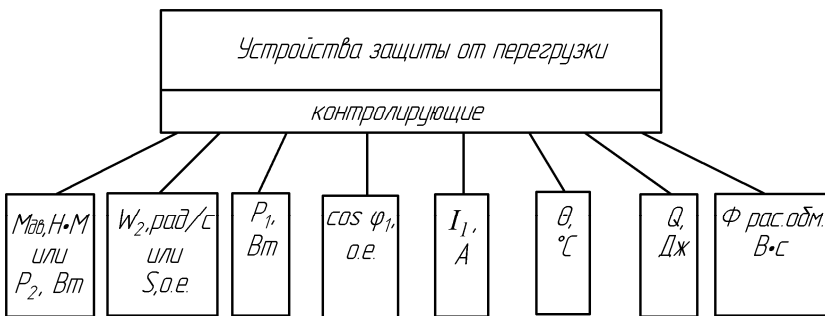 Устройства защиты от перегрузки
контролирующие
Mдв,Н•М
или
P₂, Вт
W₂,рад/с
или
S,о.е.
P₁,
Вт
cos φ₁,
о.е.
I₁,
A
θ,
°C
Q,
Дж
Ф рас.обм.
В•с